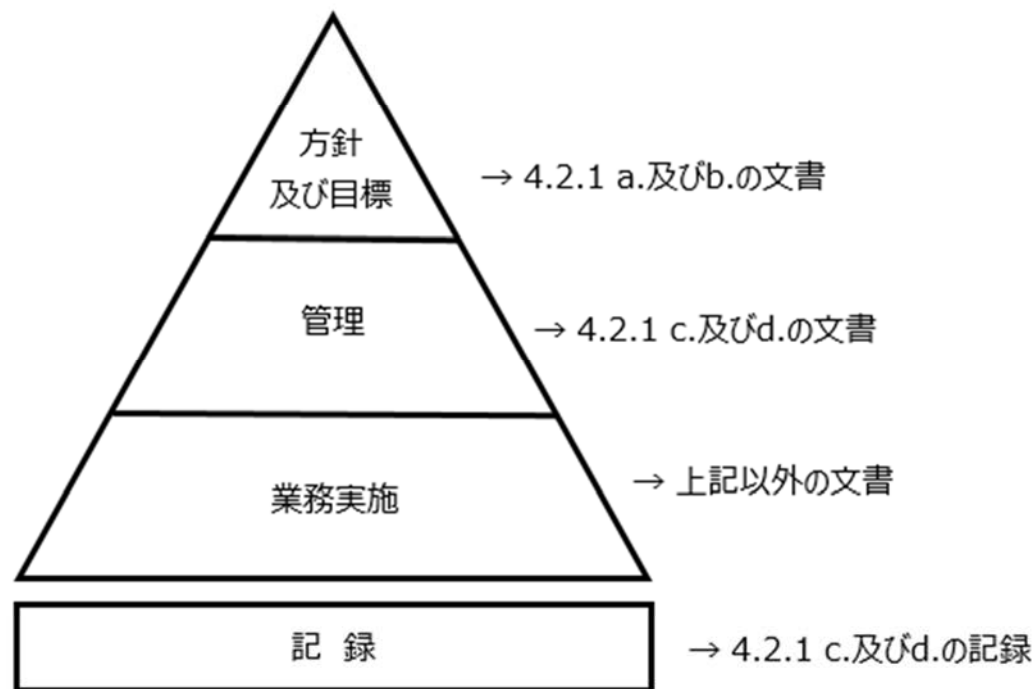 方針
及び目標
→ 4.2.1 a.及びb.の文書
管理
→ 4.2.1 c.及びd.の文書
業務実施
→ 上記以外の文書
記 録
→ 4.2.1 c.及びd.の記録